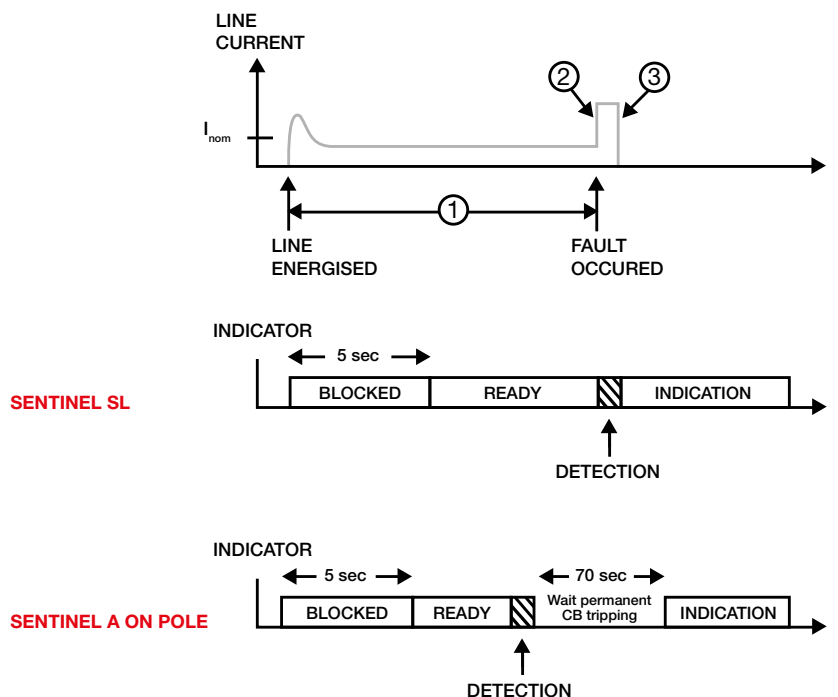 LINE
CURRENT
I nom
2
3
1
LINE
ENERGISED
FAULT
OCCURED
INDICATOR
5 sec
SENTINEL SL
BLOCKED
READY
INDICATION
DETECTION
INDICATOR
5 sec
70 sec
SENTINEL A ON POLE
BLOCKED
READY
Wait permanent
CB tripping
INDICATION
DETECTION